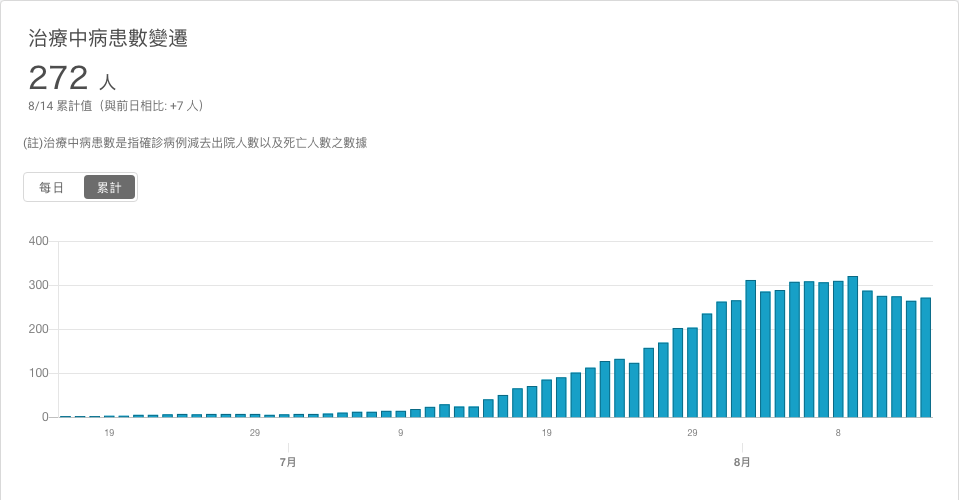 治療中病患數變遷
272 人
8/14 累計值（與前日相比: +7 人）
(註)治療中病患數是指確診病例減去出院人數以及死亡人數之數據
每日 累計
400
300
200
100
0
19 29 9 19 29 8
7月 8月